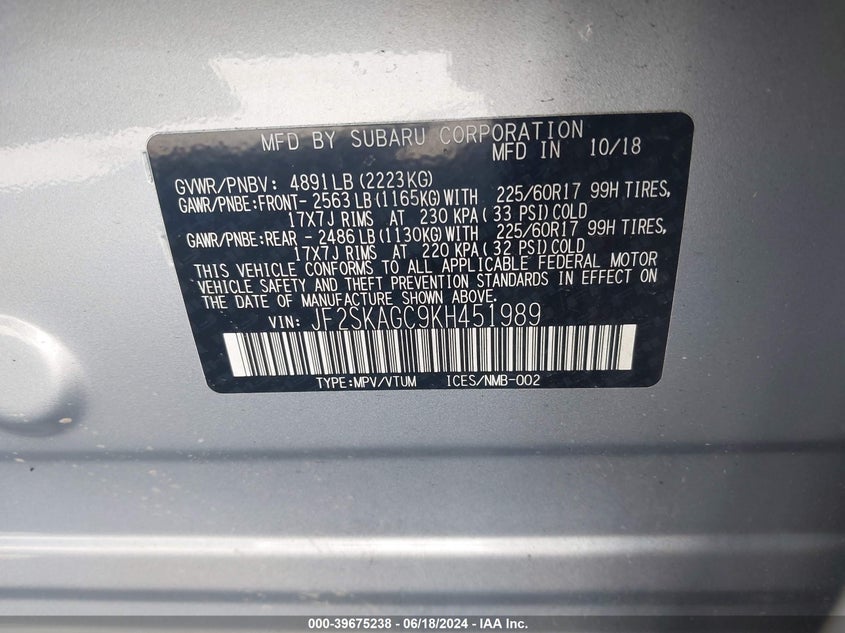 MFD BY SUBARU CORPORATION
MFD IN 10/18
GVWR/PNBV: 4891LB (2223KG)
GAWR/PNBE:FRONT- 2563 LB (1165KG) WITH 225/60R17 99H TIRES,
17X7J RIMS AT 230 KPA( 33 PSI) COLD
GAWR/PNBE:REAR - 2486 LB (1130KG) WITH 225/60R17 99H TIRES,
17X7J RIMS AT 220 KPA( 32 PSI) COLD
THIS VEHICLE CONFORMS TO ALL APPLICABLE FEDERAL MOTOR
VEHICLE SAFETY AND THEFT PREVENTION STANDARDS IN EFFECT ON
THE DATE OF MANUFACTURE SHOWN ABOVE.
VIN: JF2SKAGC9KH451989
TYPE:MPV/VTUM ICES/NMB-002
000-39675238 - 06/18/2024 - IAA Inc.